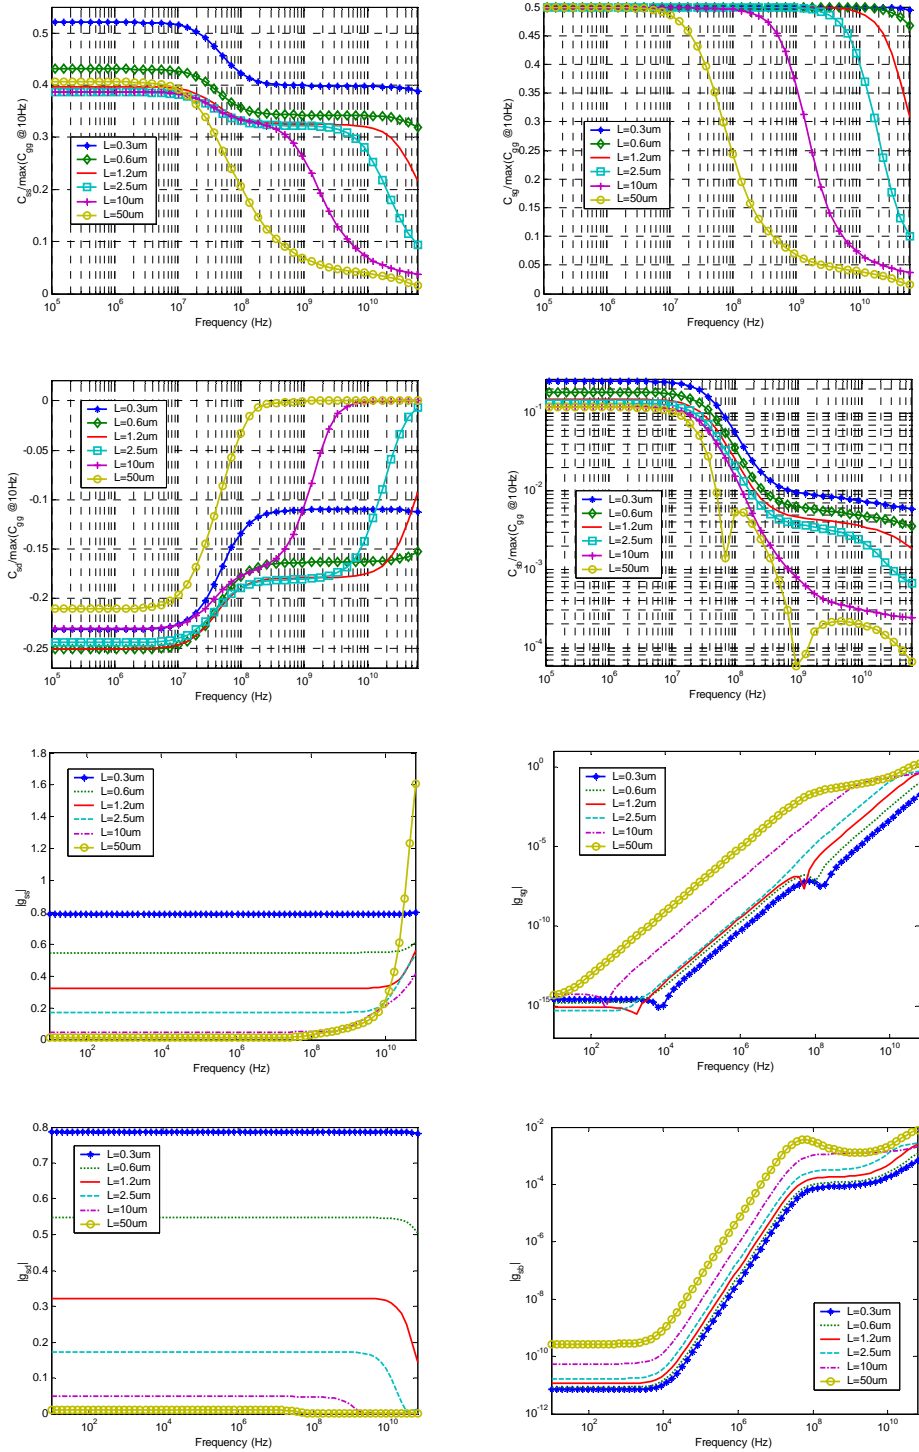 0.5
0.4
0.3
0.2
0.1
0
C_ss/max(C_gg @10Hz)
L=0.3um
L=0.6um
L=1.2um
L=2.5um
L=10um
L=50um
10^5 10^6 10^7 10^8 10^9 10^10
Frequency (Hz)
0.5
0.45
0.4
0.35
0.3
0.25
0.2
0.15
0.1
0.05
0
C_sg/max(C_gg @10Hz)
L=0.3um
L=0.6um
L=1.2um
L=2.5um
L=10um
L=50um
10^5 10^6 10^7 10^8 10^9 10^10
Frequency (Hz)
0
-0.05
-0.1
-0.15
-0.2
-0.25
C_sd/max(C_gg @10Hz)
L=0.3um
L=0.6um
L=1.2um
L=2.5um
L=10um
L=50um
10^5 10^6 10^7 10^8 10^9 10^10
Frequency (Hz)
10^-1
10^-2
10^-3
10^-4
C_sb/max(C_gg @10Hz)
L=0.3um
L=0.6um
L=1.2um
L=2.5um
L=10um
L=50um
10^5 10^6 10^7 10^8 10^9 10^10
Frequency (Hz)
1.8
1.6
1.4
1.2
1
0.8
0.6
0.4
0.2
0
|g_ss|
L=0.3um
L=0.6um
L=1.2um
L=2.5um
L=10um
L=50um
10^2 10^4 10^6 10^8 10^10
Frequency (Hz)
10^0
10^-5
10^-10
10^-15
|g_sg|
L=0.3um
L=0.6um
L=1.2um
L=2.5um
L=10um
L=50um
10^2 10^4 10^6 10^8 10^10
Frequency (Hz)
0.8
0.7
0.6
0.5
0.4
0.3
0.2
0.1
0
|g_sd|
L=0.3um
L=0.6um
L=1.2um
L=2.5um
L=10um
L=50um
10^2 10^4 10^6 10^8 10^10
Frequency (Hz)
10^-2
10^-4
10^-6
10^-8
10^-10
10^-12
|g_sb|
L=0.3um
L=0.6um
L=1.2um
L=2.5um
L=10um
L=50um
10^2 10^4 10^6 10^8 10^10
Frequency (Hz)